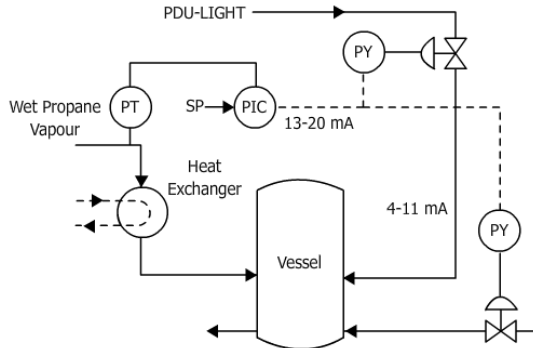 PDU-LIGHT
PY
Wet Propane
Vapour
PT
SP
PIC
13-20 mA
Heat
Exchanger
4-11 mA
PY
Vessel